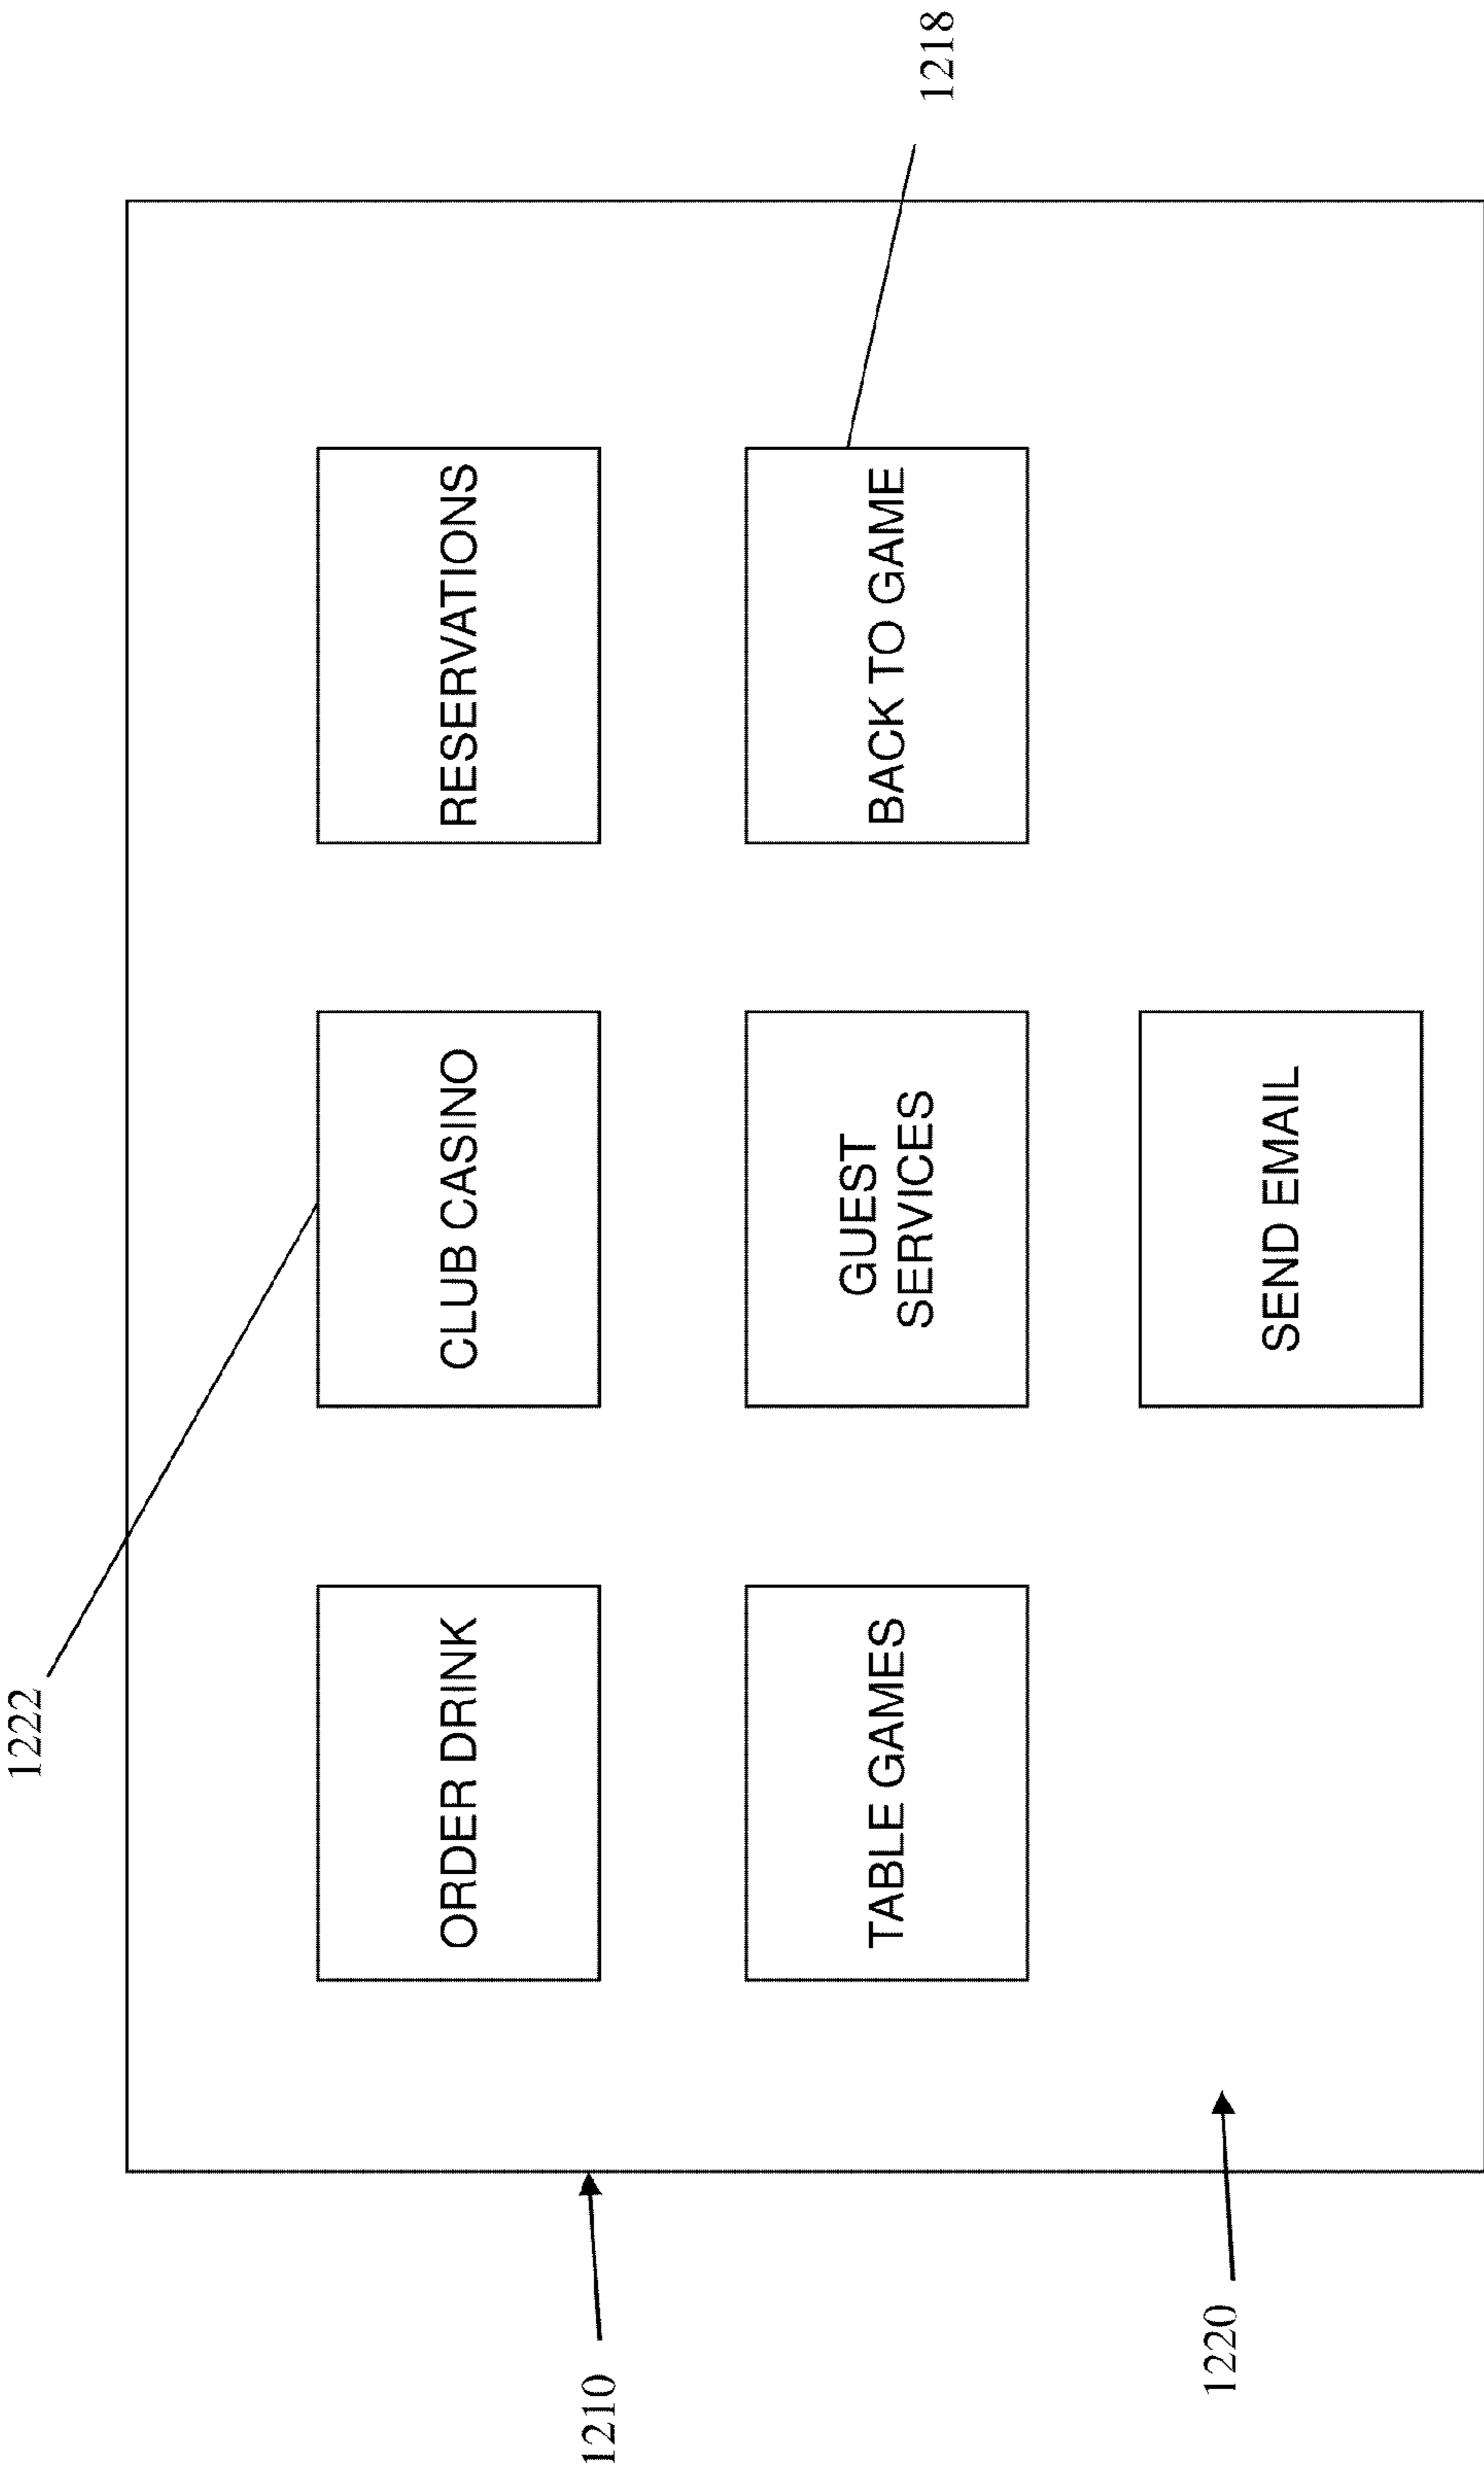 1222
1218
ORDER DRINK
CLUB CASINO
RESERVATIONS
1210
TABLE GAMES
GUEST
SERVICES
BACK TO GAME
SEND EMAIL
1220